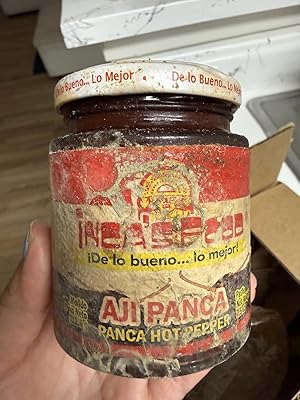 De lo Bueno... Lo Mejor • De lo Bueno... Lo Mejor
INCA'S FOOD
¡De lo bueno... lo mejor!
AJI PANCA
PANCA HOT PEPPER